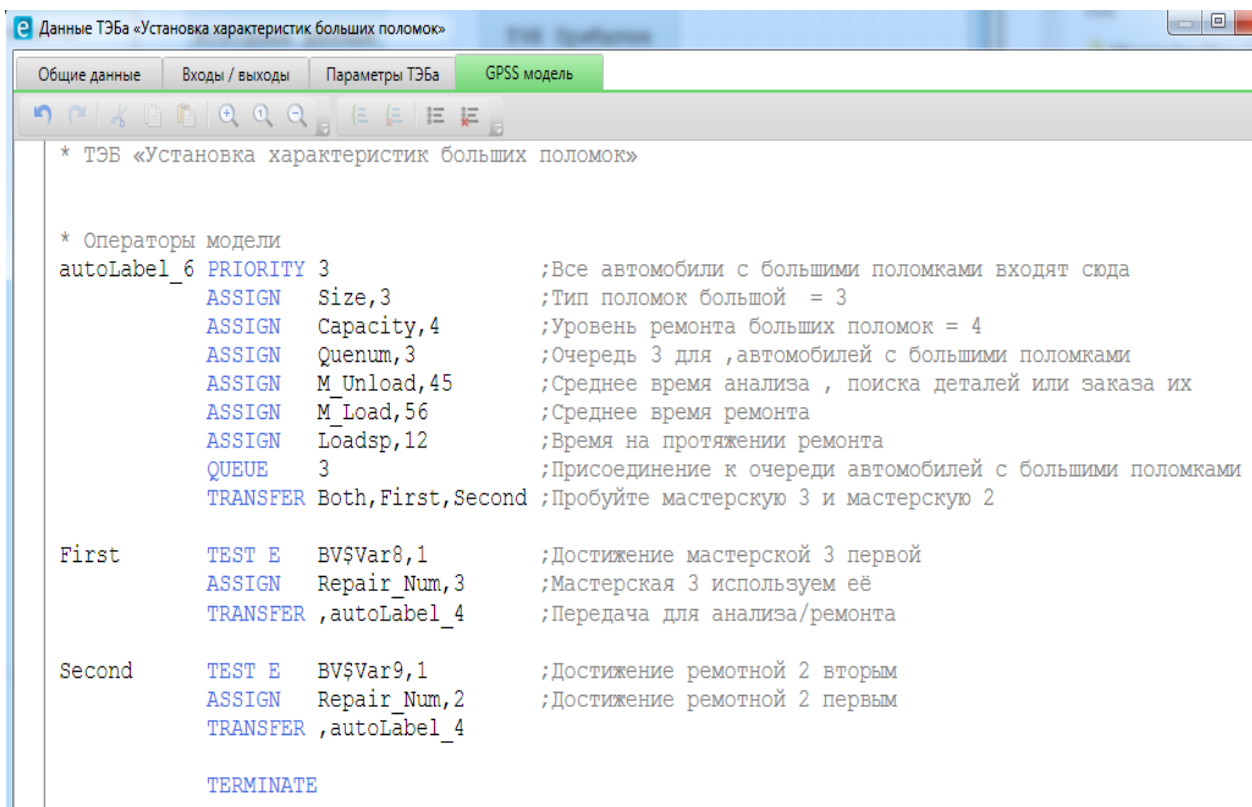 Данные ТЭБа «Установка характеристик больших поломок»
Общие данные Входы / выходы Параметры ТЭБа GPSS модель
* ТЭБ «Установка характеристик больших поломок»
* Операторы модели
autoLabel_6 PRIORITY 3 ;Все автомобили с большими поломками входят сюда
ASSIGN Size,3 ;Тип поломок большой = 3
ASSIGN Capacity,4 ;Уровень ремонта больших поломок = 4
ASSIGN Quenum,3 ;Очередь 3 для ,автомобилей с большими поломками
ASSIGN M_Unload,45 ;Среднее время анализа , поиска деталей или заказа их
ASSIGN M_Load,56 ;Среднее время ремонта
ASSIGN Loadsp,12 ;Время на протяжении ремонта
QUEUE 3 ;Присоединение к очереди автомобилей с большими поломками
TRANSFER Both,First,Second ;Пробуйте мастерскую 3 и мастерскую 2
First TEST E BV$Var8,1 ;Достижение мастерской 3 первой
ASSIGN Repair_Num,3 ;Мастерская 3 используем её
TRANSFER ,autoLabel_4 ;Передача для анализа/ремонта
Second TEST E BV$Var9,1 ;Достижение ремотной 2 вторым
ASSIGN Repair_Num,2 ;Достижение ремотной 2 первым
TRANSFER ,autoLabel_4
TERMINATE